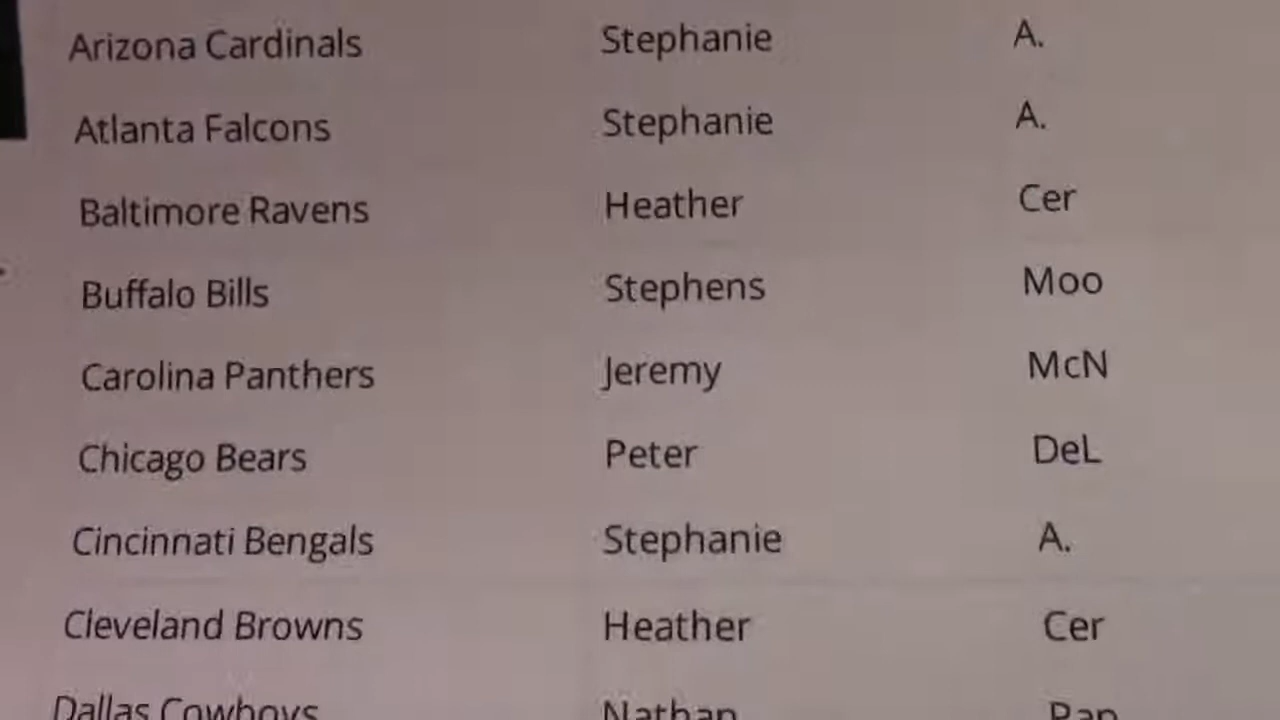 Arizona Cardinals Stephanie A.
Atlanta Falcons Stephanie A.
Baltimore Ravens Heather Cer
Buffalo Bills Stephens Moo
Carolina Panthers Jeremy McN
Chicago Bears Peter DeL
Cincinnati Bengals Stephanie A.
Cleveland Browns Heather Cer
Dallas Cowboys Nathan Pap